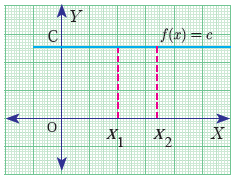 Y
C
f(x) = c
O
X₁ X₂ X